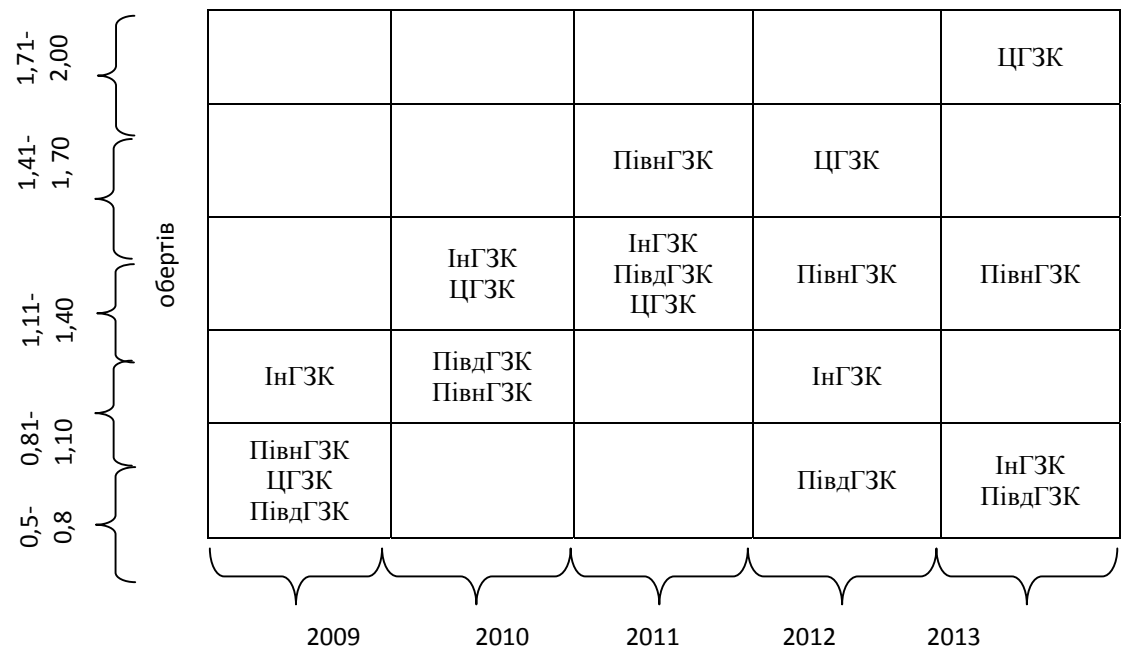 1,71-
2,00
ЦГЗК
1,41-
1, 70
ПівнГЗК
ЦГЗК
обертів
1,11-
1,40
ІнГЗК
ЦГЗК
ІнГЗК
ПівдГЗК
ЦГЗК
ПівнГЗК
ПівнГЗК
0,81-
1,10
ІнГЗК
ПівдГЗК
ПівнГЗК
ІнГЗК
0,5-
0,8
ПівнГЗК
ЦГЗК
ПівдГЗК
ПівдГЗК
ІнГЗК
ПівдГЗК
2009
2010
2011
2012
2013